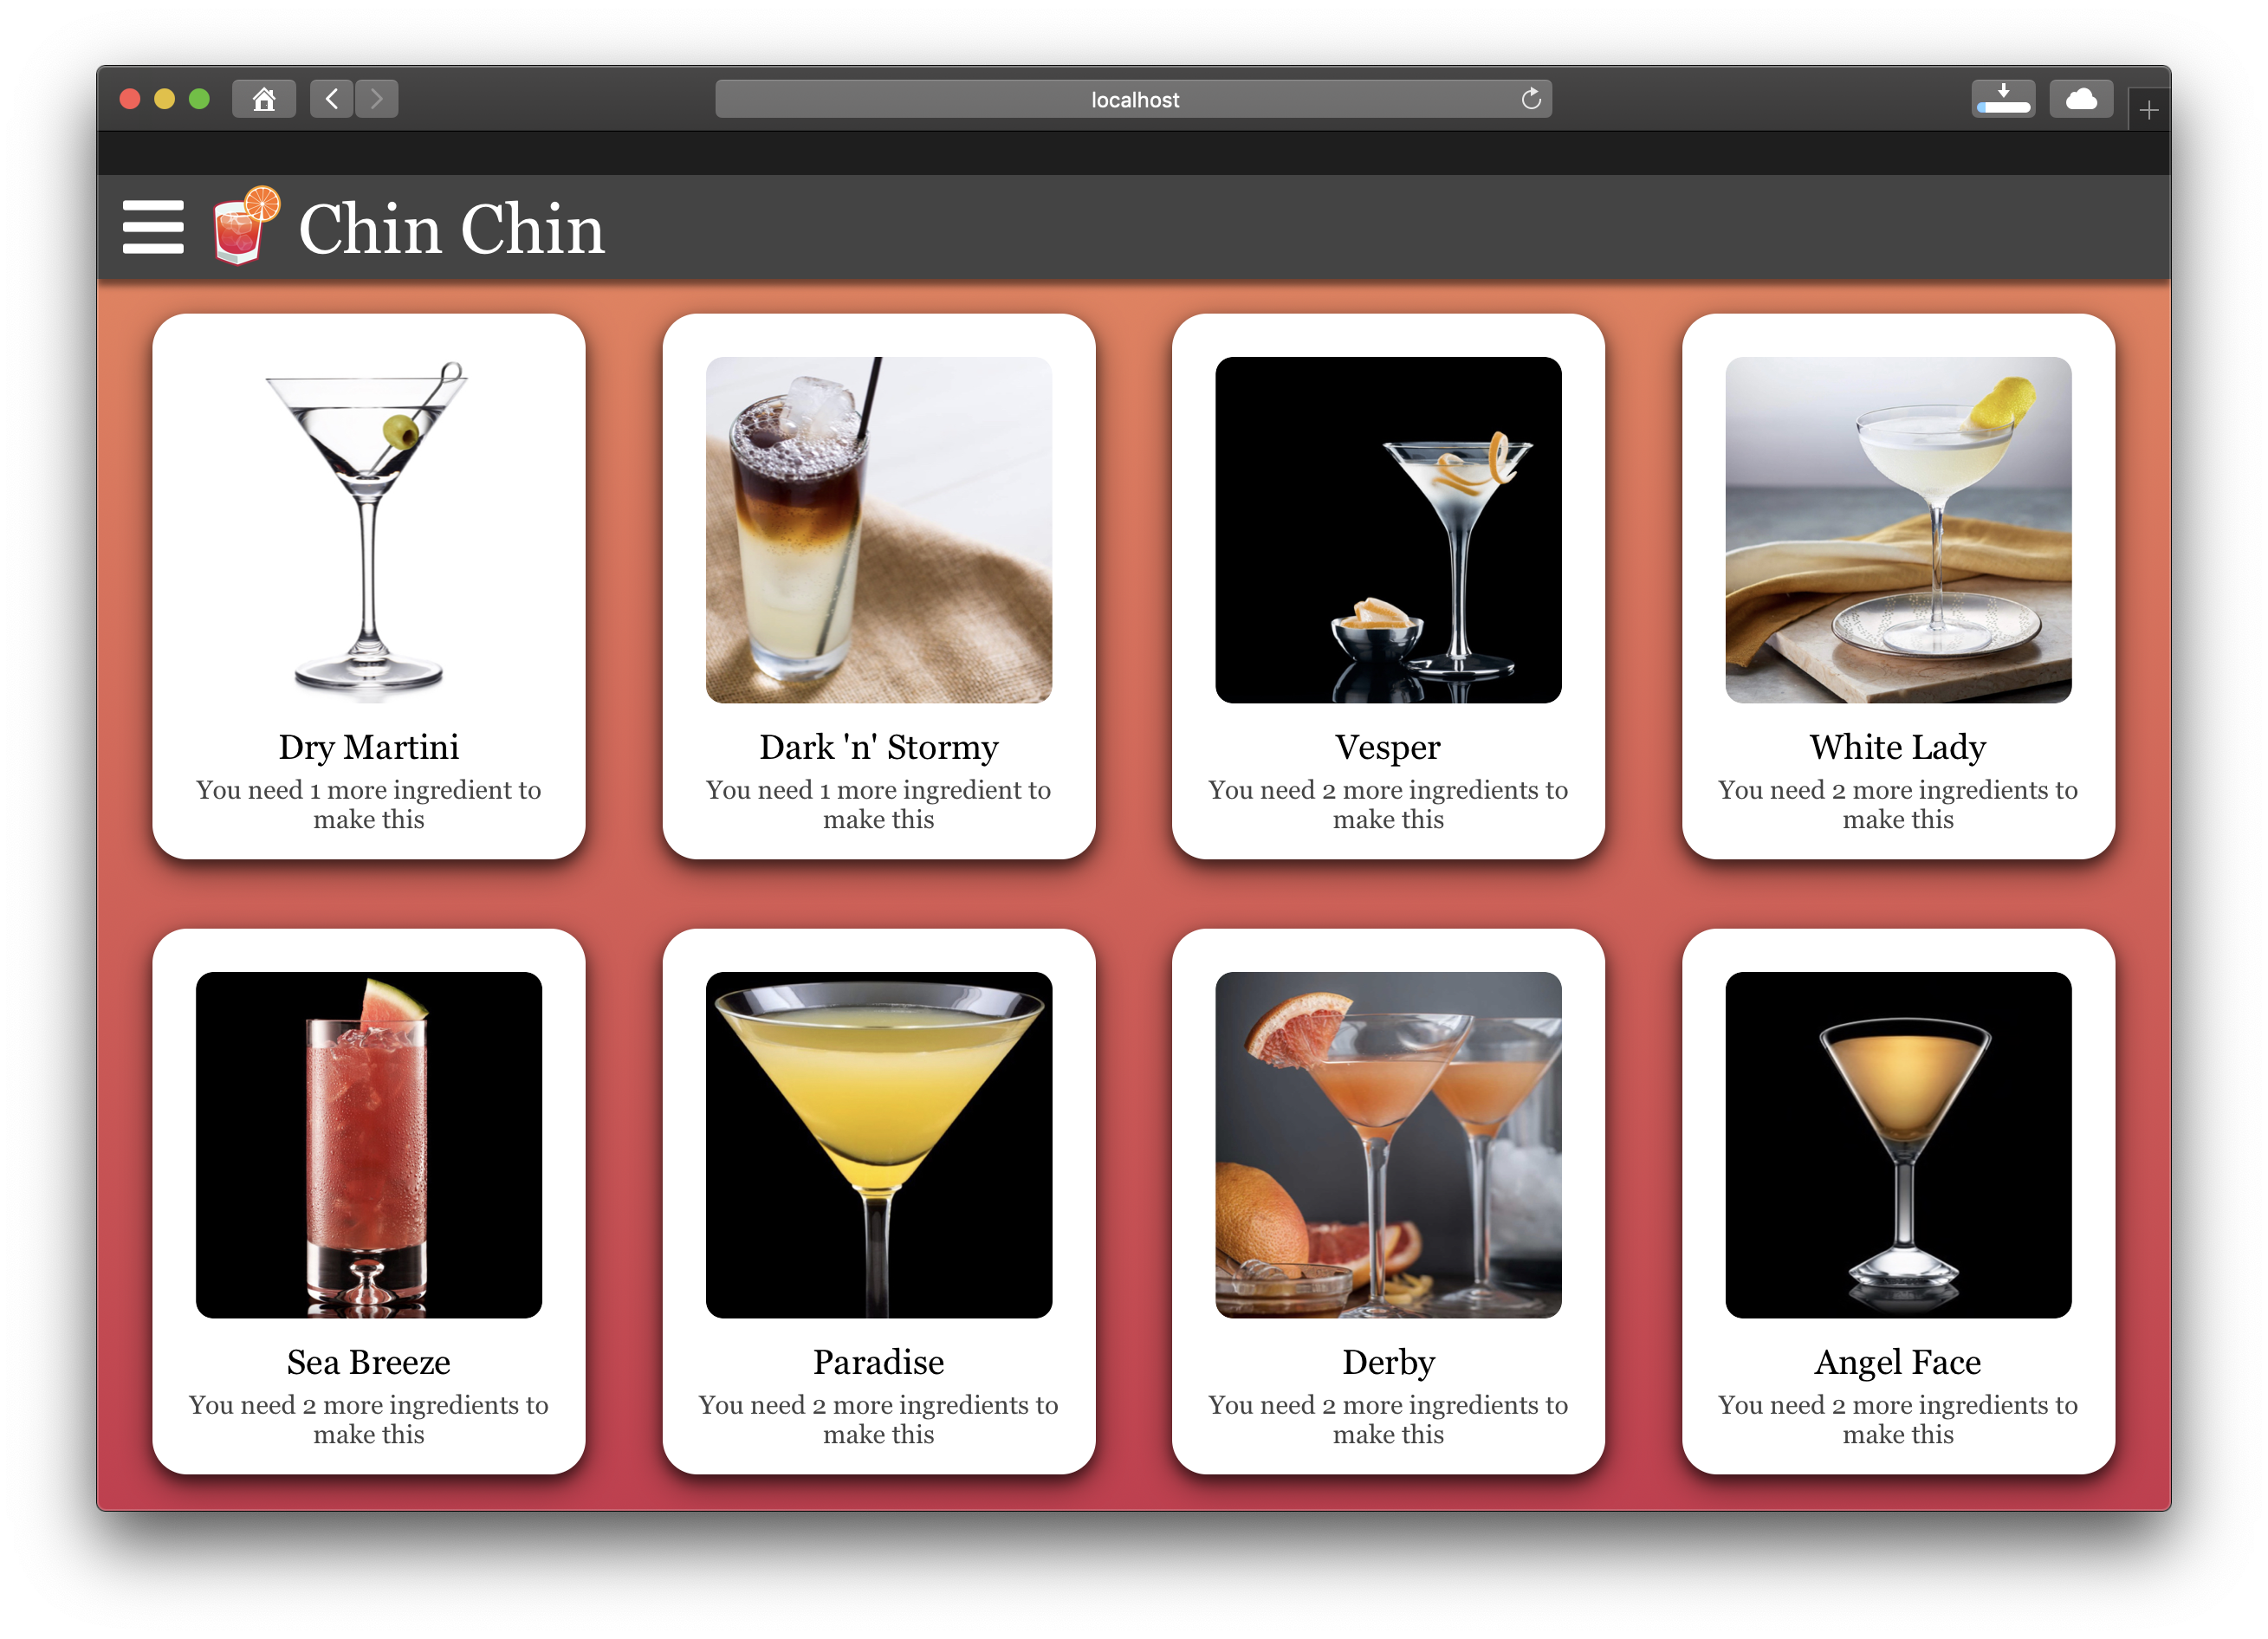 localhost
Chin Chin
Dry Martini
You need 1 more ingredient to
make this
Dark 'n' Stormy
You need 1 more ingredient to
make this
Vesper
You need 2 more ingredients to
make this
White Lady
You need 2 more ingredients to
make this
Sea Breeze
You need 2 more ingredients to
make this
Paradise
You need 2 more ingredients to
make this
Derby
You need 2 more ingredients to
make this
Angel Face
You need 2 more ingredients to
make this